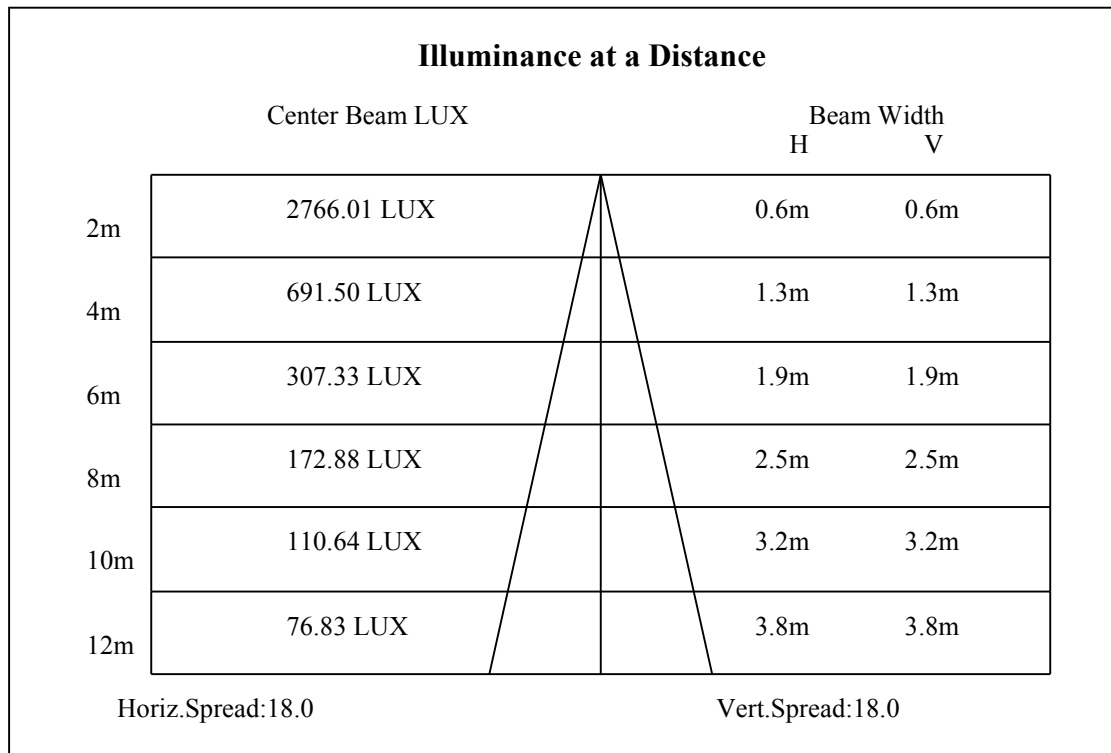 Illuminance at a Distance
Center Beam LUX Beam Width
H V
2m 2766.01 LUX 0.6m 0.6m
4m 691.50 LUX 1.3m 1.3m
6m 307.33 LUX 1.9m 1.9m
8m 172.88 LUX 2.5m 2.5m
10m 110.64 LUX 3.2m 3.2m
12m 76.83 LUX 3.8m 3.8m
Horiz.Spread:18.0 Vert.Spread:18.0